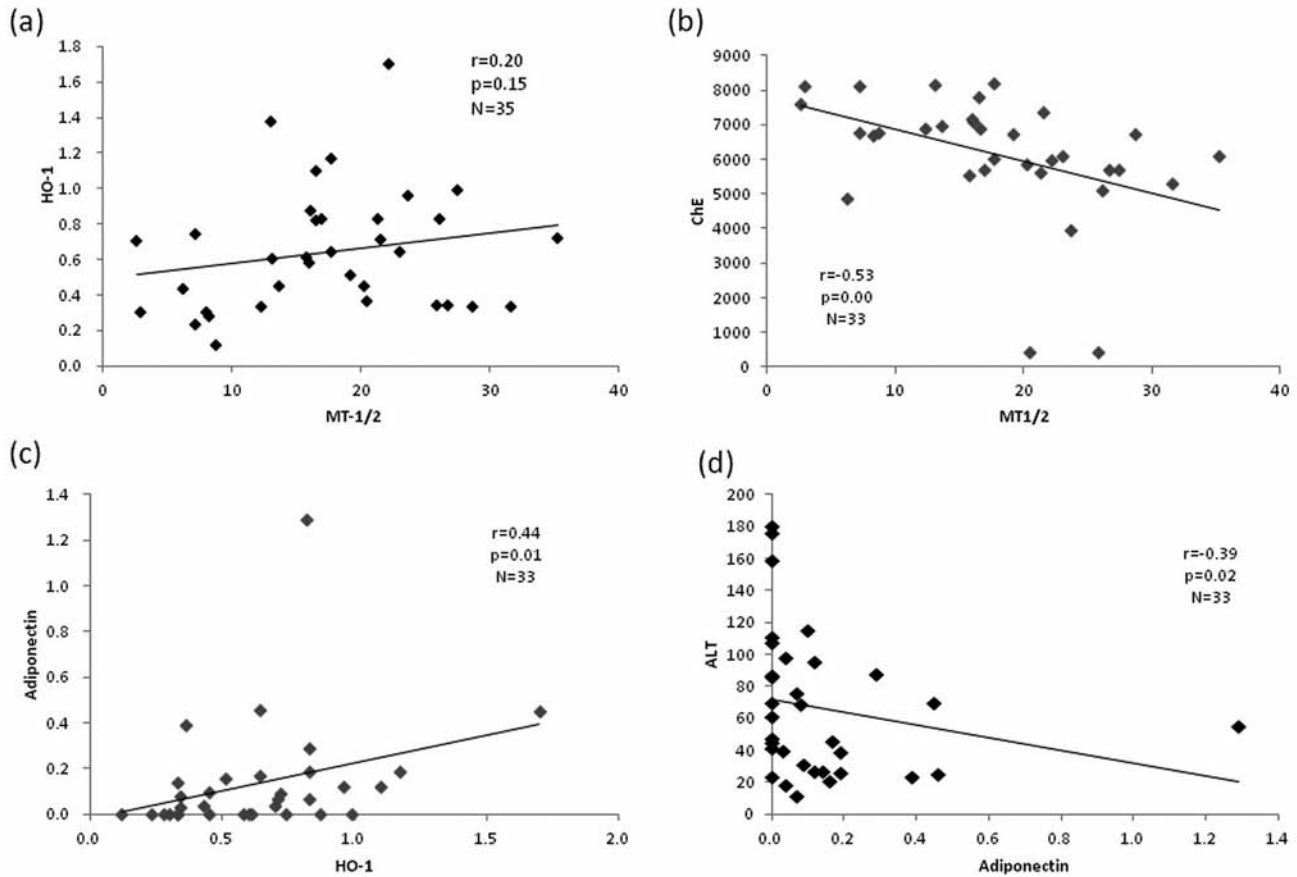 (a)
1.8
1.6
1.4
1.2
1.0
0.8
0.6
0.4
0.2
0.0
HO-1
r=0.20
p=0.15
N=35
0
10
20
30
40
MT-1/2
(b)
9000
8000
7000
6000
5000
4000
3000
2000
1000
0
ChE
r=-0.53
p=0.00
N=33
0
10
20
30
40
MT1/2
(c)
1.4
1.2
1.0
0.8
0.6
0.4
0.2
0.0
Adiponectin
r=0.44
p=0.01
N=33
0.0
0.5
1.0
1.5
2.0
HO-1
(d)
200
180
160
140
120
100
80
60
40
20
0
ALT
r=-0.39
p=0.02
N=33
0.0
0.2
0.4
0.6
0.8
1.0
1.2
1.4
Adiponectin